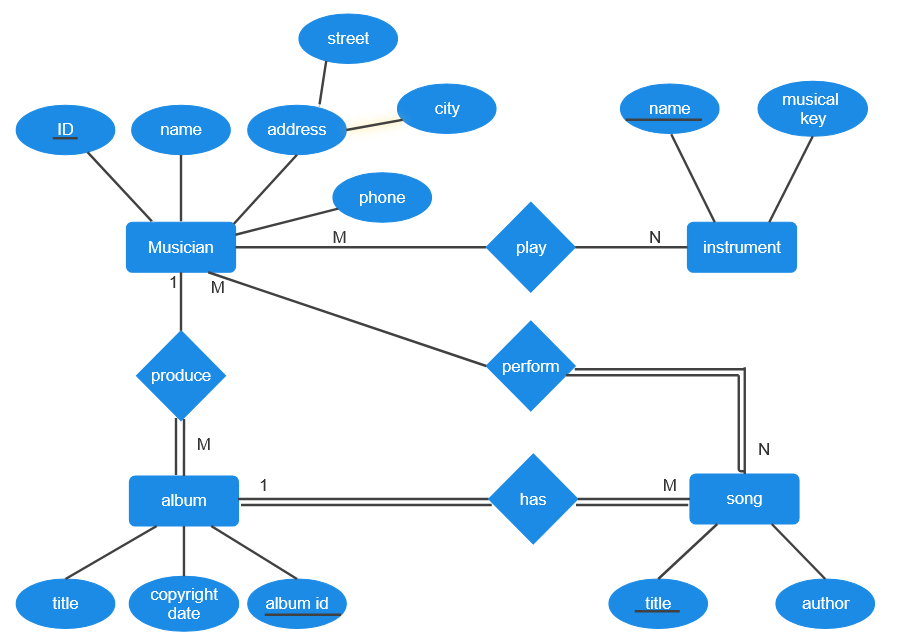 street
city
name
musical
key
ID
name
address
phone
M
N
Musician
play
instrument
1
M
produce
perform
M
N
1
M
album
has
song
title
copyright
date
album id
title
author